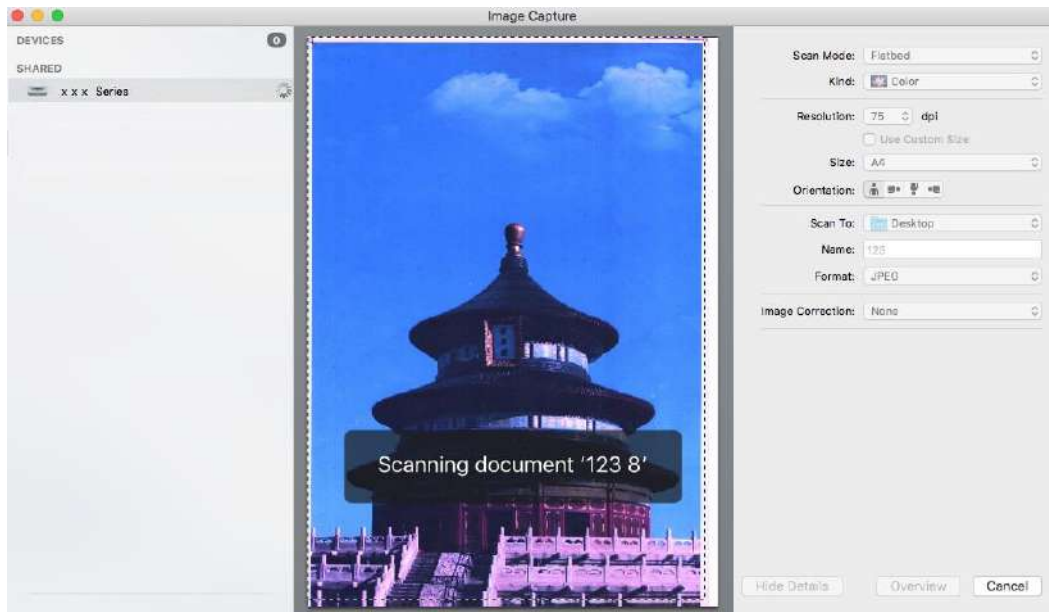 Image Capture
DEVICES
0
SHARED
x x x Series
Scanning document ‘123 8’
Scan Mode: Flatbed
Kind: Color
Resolution: 75 dpi
Use Custom Size
Size: A4
Orientation:
Scan To: Desktop
Name: 123
Format: JPEG
Image Correction: None
Hide Details
Overview
Cancel